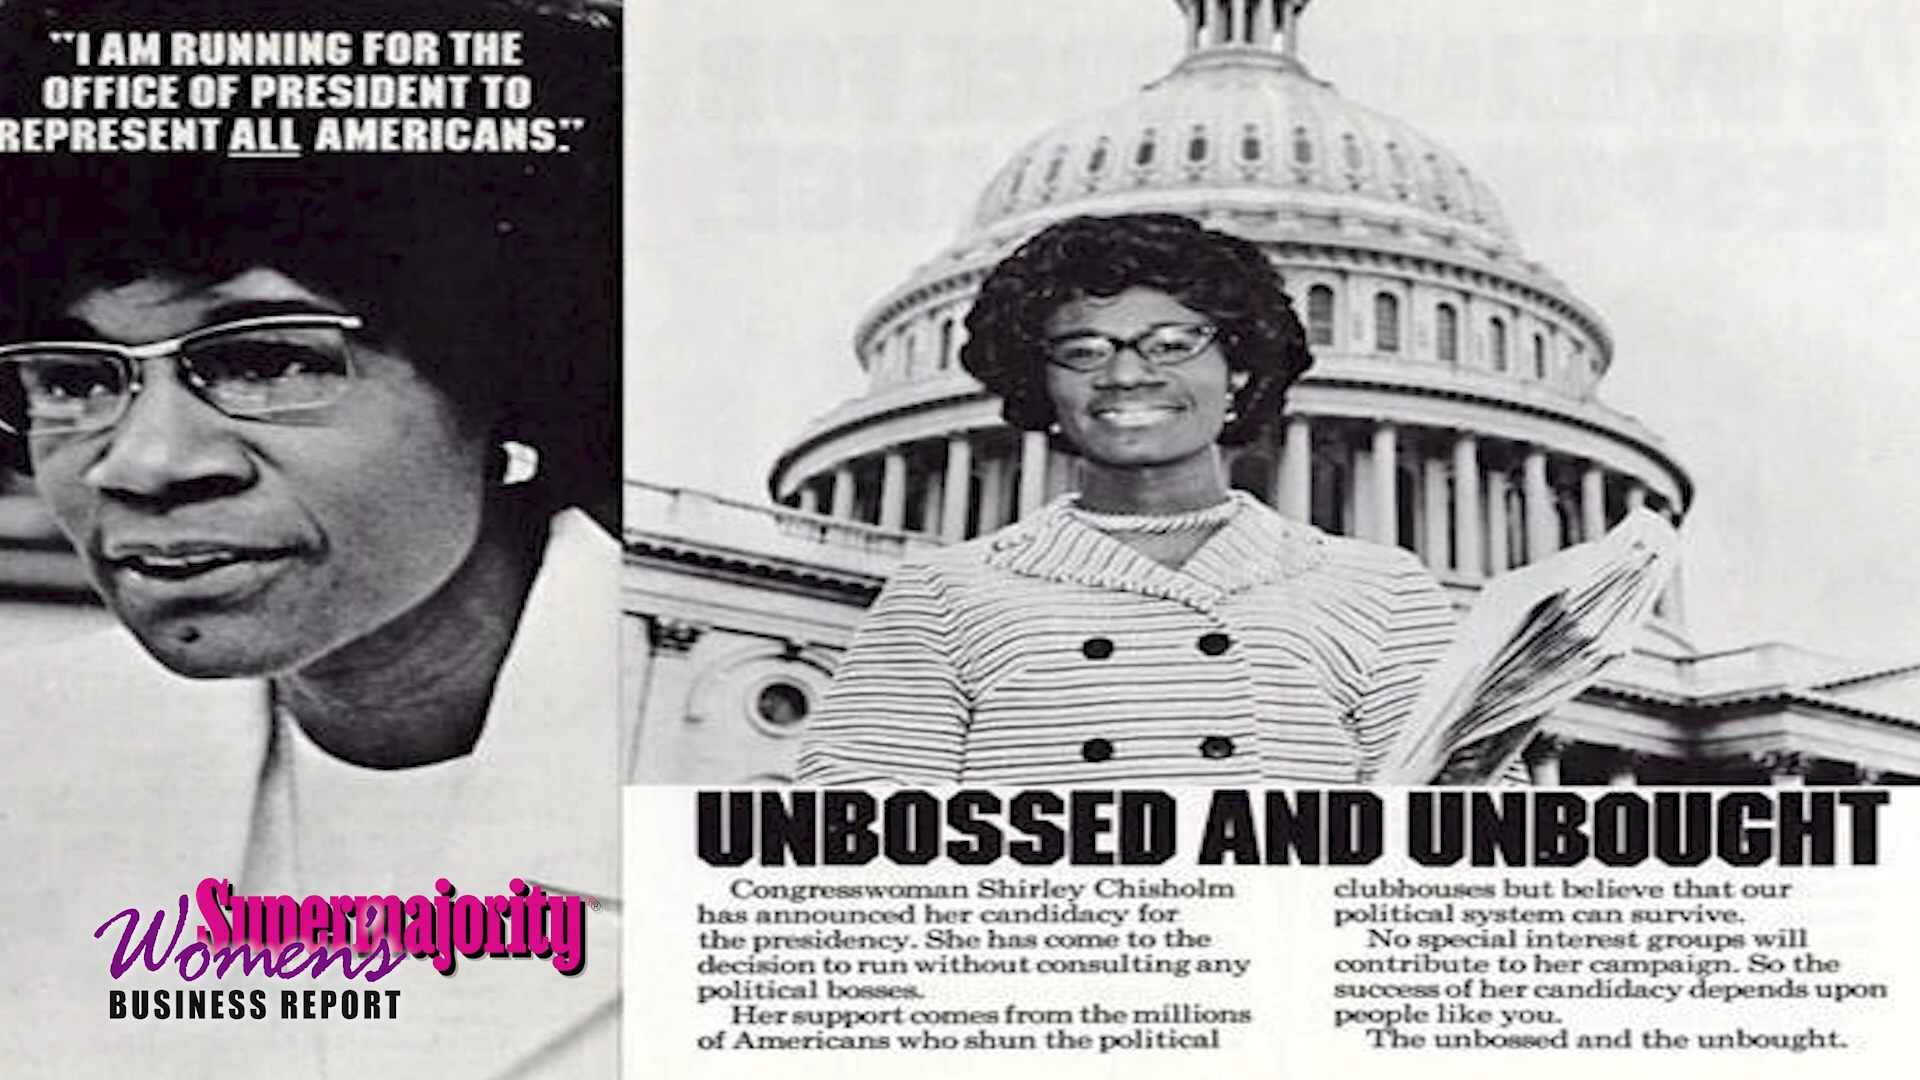 "I AM RUNNING FOR THE
OFFICE OF PRESIDENT TO
REPRESENT ALL AMERICANS."
UNBOSSED AND UNBOUGHT
Congresswoman Shirley Chisholm
has announced her candidacy for
the presidency. She has come to the
decision to run without consulting any
political bosses.
Her support comes from the millions
of Americans who shun the political
clubhouses but believe that our
political system can survive.
No special interest groups will
contribute to her campaign. So the
success of her candidacy depends upon
people like you.
The unbossed and the unbought.
Supermajority®
Women's
BUSINESS REPORT